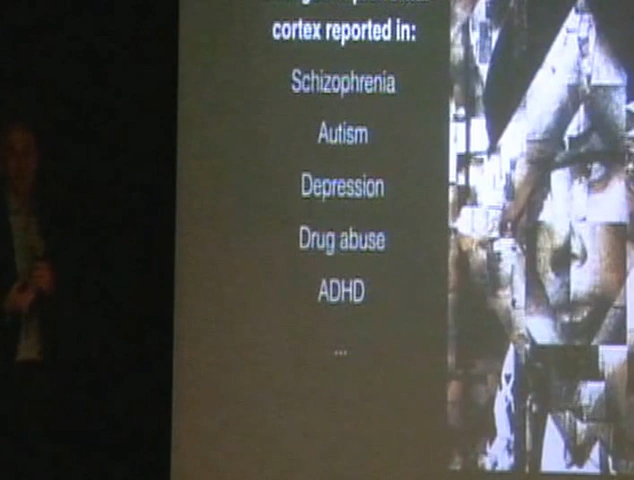 cortex reported in:
Schizophrenia
Autism
Depression
Drug abuse
ADHD
...